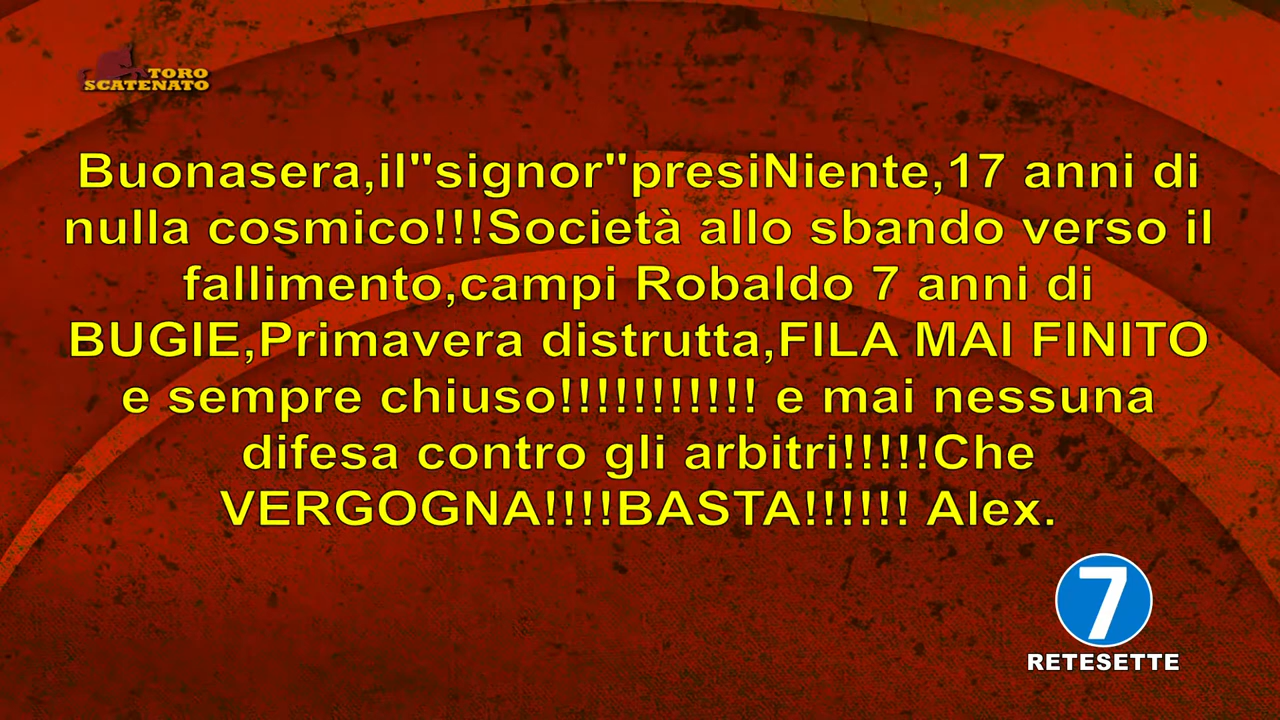 TORO
SCATENATO
Buonasera,il"signor"presiNiente,17 anni di
nulla cosmico!!!Società allo sbando verso il
fallimento,campi Robaldo 7 anni di
BUGIE,Primavera distrutta,FILA MAI FINITO
e sempre chiuso!!!!!!!!!!! e mai nessuna
difesa contro gli arbitri!!!!!Che
VERGOGNA!!!!BASTA!!!!!! Alex.
7
RETESETTE